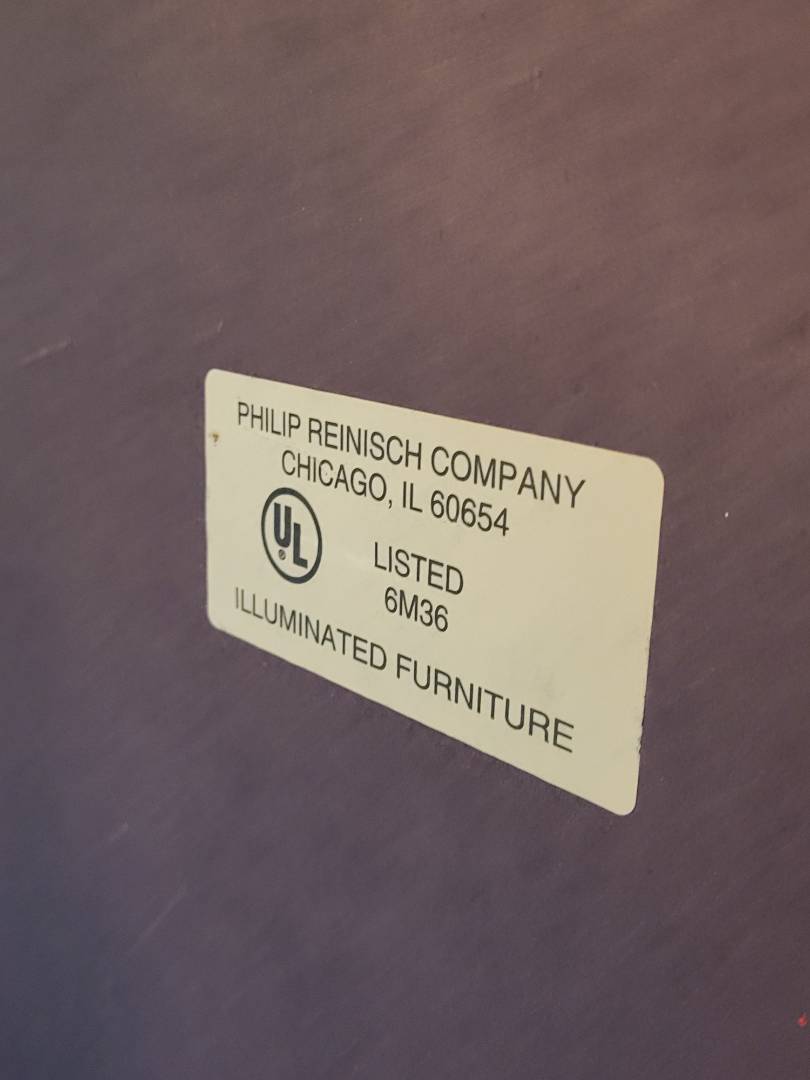 PHILIP REINISCH COMPANY
CHICAGO, IL 60654
UL ®
LISTED
6M36
ILLUMINATED FURNITURE